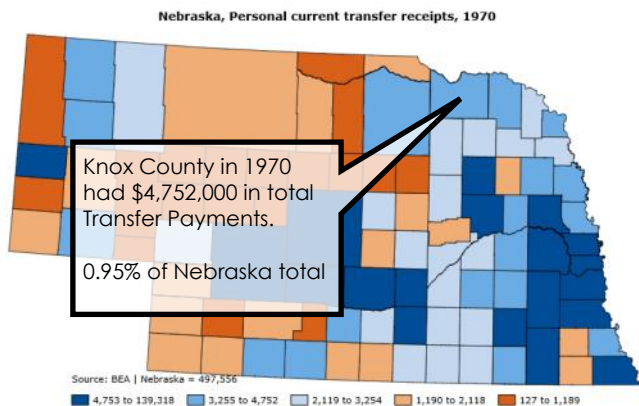 Nebraska, Personal current transfer receipts, 1970
Knox County in 1970
had $4,752,000 in total
Transfer Payments.
0.95% of Nebraska total
Source: BEA | Nebraska = 497,556
4,753 to 139,318 3,255 to 4,752 2,119 to 3,254 1,190 to 2,118 127 to 1,189